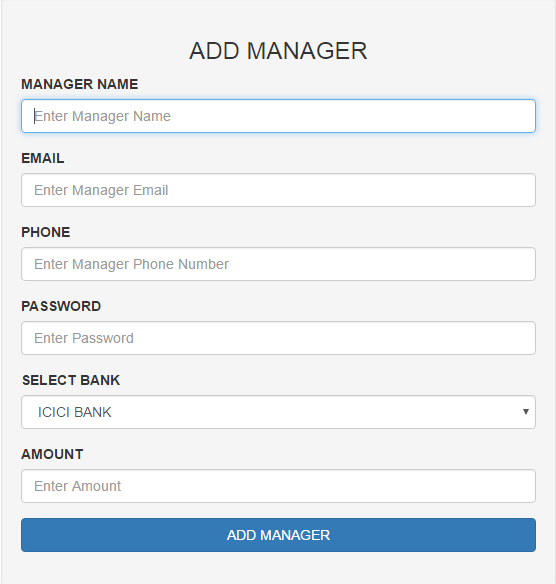 ADD MANAGER
MANAGER NAME
Enter Manager Name
EMAIL
Enter Manager Email
PHONE
Enter Manager Phone Number
PASSWORD
Enter Password
SELECT BANK
ICICI BANK
AMOUNT
Enter Amount
ADD MANAGER